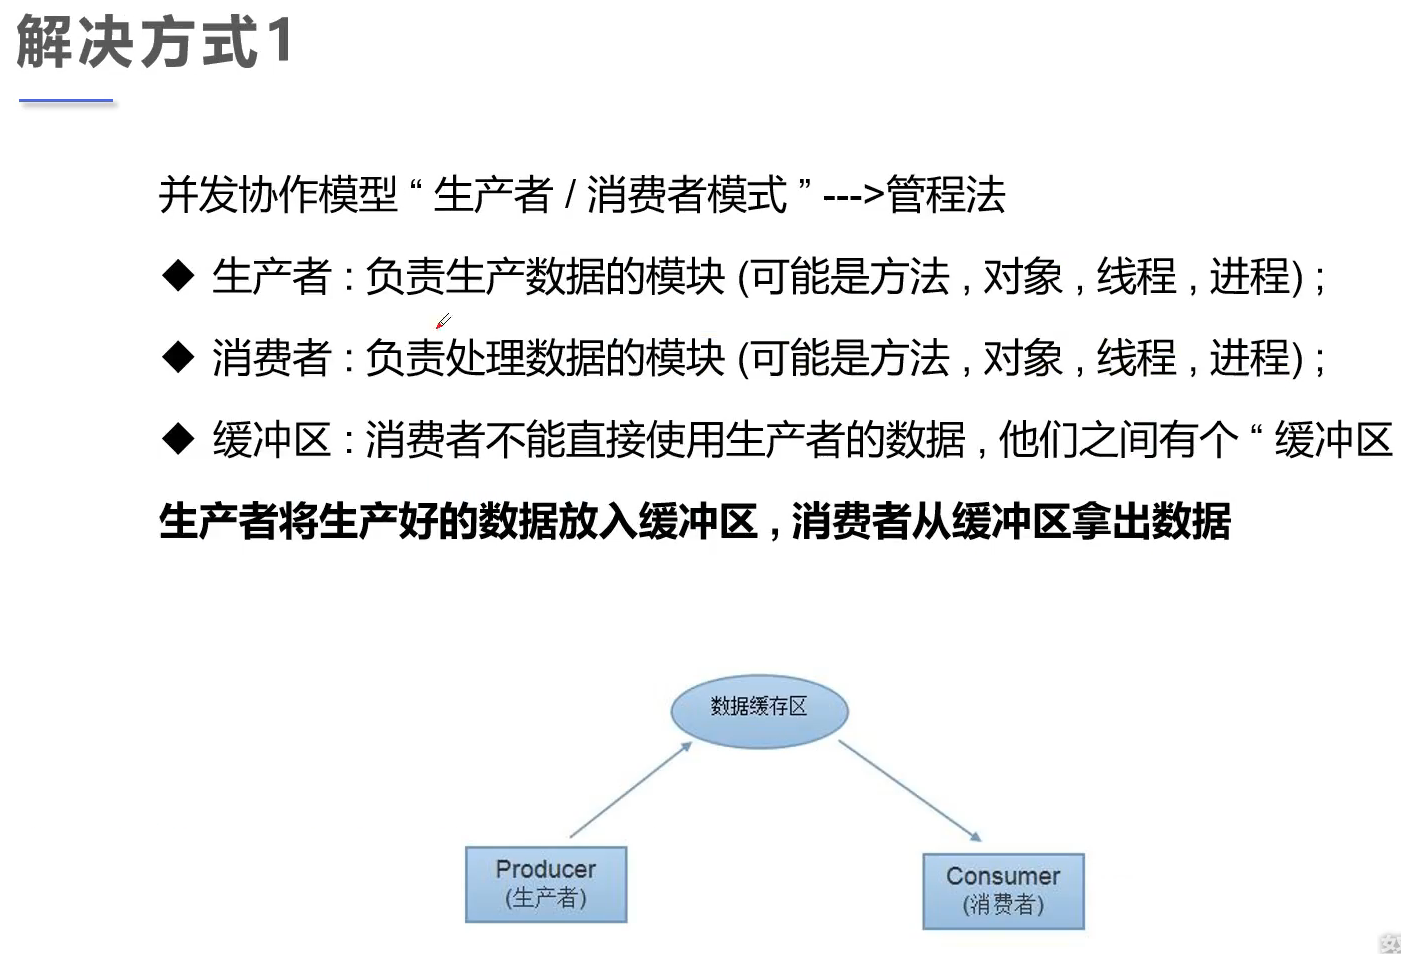 解决方式1
并发协作模型 “ 生产者 / 消费者模式 ” --->管程法
◆ 生产者 : 负责生产数据的模块 (可能是方法 , 对象 , 线程 , 进程) ;
◆ 消费者 : 负责处理数据的模块 (可能是方法 , 对象 , 线程 , 进程) ;
◆ 缓冲区 : 消费者不能直接使用生产者的数据 , 他们之间有个 “ 缓冲区
生产者将生产好的数据放入缓冲区 , 消费者从缓冲区拿出数据
数据缓存区
Producer
(生产者)
Consumer
(消费者)